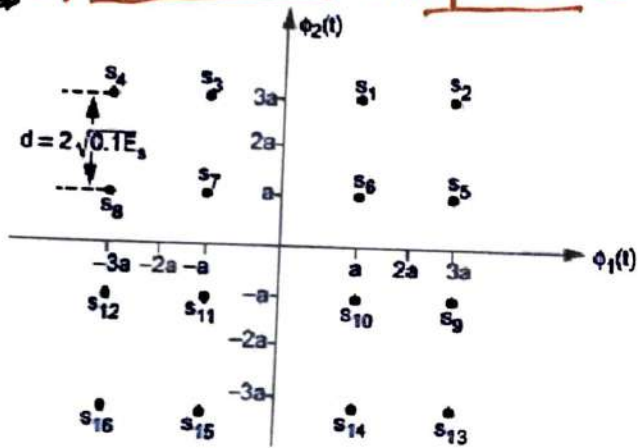 ϕ₂(t)
s₄ s₃ s₁ s₂
3a
d = 2√0.1Eₛ
2a
s₈ s₇ a s₆ s₅
−3a −2a −a a 2a 3a ϕ₁(t)
s₁₂ s₁₁ −a s₁₀ s₉
−2a
−3a
s₁₆ s₁₅ s₁₄ s₁₃